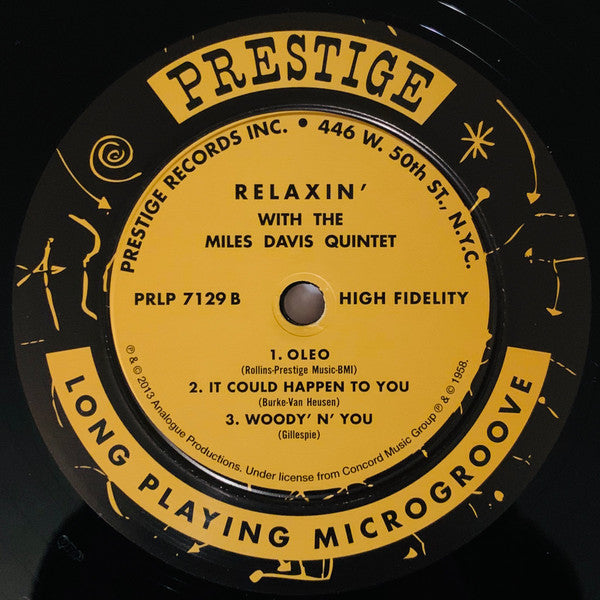 PRESTIGE
PRESTIGE RECORDS INC. • 446 W. 50th ST., N.Y.C.
RELAXIN'
WITH THE
MILES DAVIS QUINTET
PRLP 7129 B
HIGH FIDELITY
1. OLEO
(Rollins-Prestige Music-BMI)
2. IT COULD HAPPEN TO YOU
(Burke-Van Heusen)
3. WOODY' N' YOU
(Gillespie)
℗ & © 2013 Analogue Productions. Under license from Concord Music Group ℗ & © 1958.
LONG PLAYING MICROGROOVE